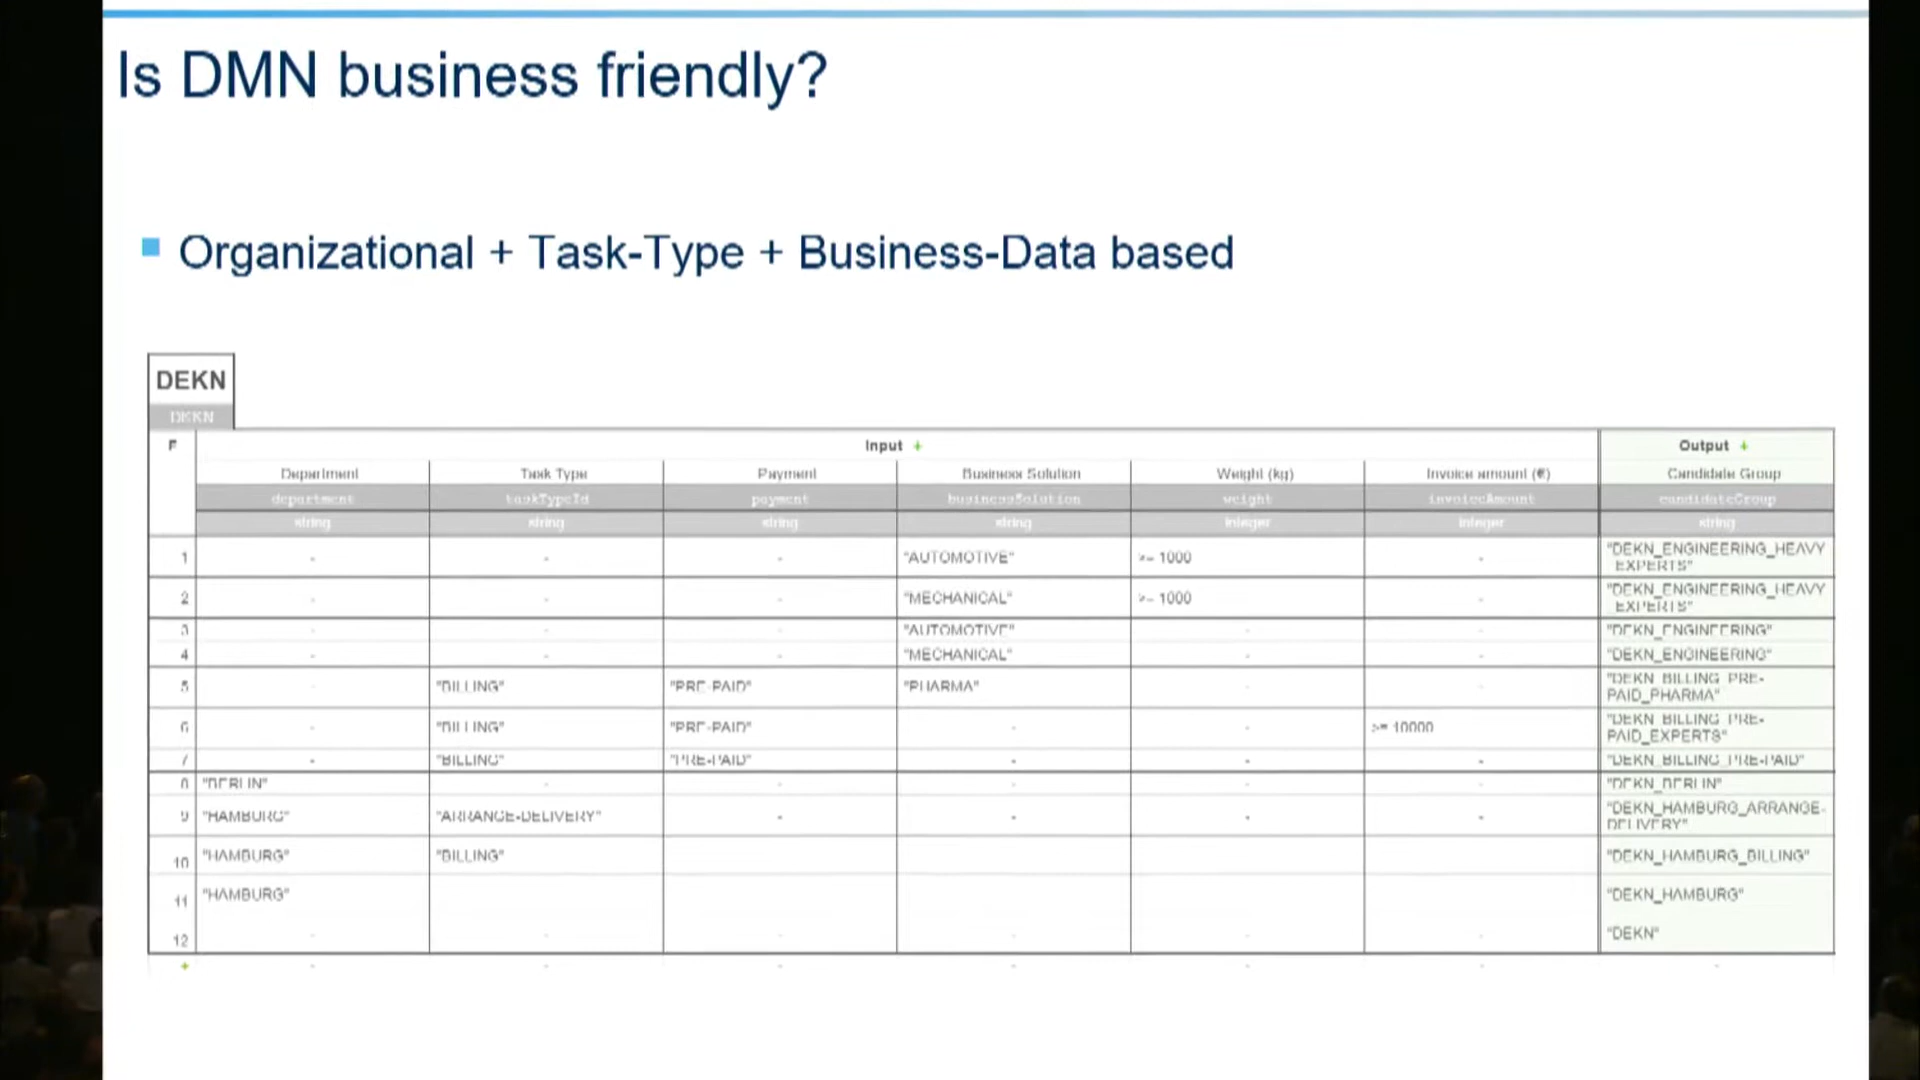 Is DMN business friendly?
Organizational + Task-Type + Business-Data based
DEKN
DEKN
F Input + Output +
Department Task Type Payment Business Solution Weight (kg) Invoice amount (€) Candidate Group
department taskTypeId payment businessSolution weight invoiceAmount candidateGroup
string string string string integer integer string
1 - - - "AUTOMOTIVE" >= 1000 - "DEKN_ENGINEERING_HEAVY
_EXPERTS"
2 - - - "MECHANICAL" >= 1000 - "DEKN_ENGINEERING_HEAVY
_EXPERTS"
3 - - - "AUTOMOTIVE" - - "DEKN_ENGINEERING"
4 - - - "MECHANICAL" - - "DEKN_ENGINEERING"
5 - "BILLING" "PRE-PAID" "PHARMA" - - "DEKN_BILLING_PRE-
PAID_PHARMA"
6 - "BILLING" "PRE-PAID" - - >= 10000 "DEKN_BILLING_PRE-
PAID_EXPERTS"
7 - "BILLING" "PRE-PAID" - - - "DEKN_BILLING_PRE-PAID"
8 "BERLIN" - - - - - "DEKN_BERLIN"
9 "HAMBURG" "ARRANGE-DELIVERY" - - - - "DEKN_HAMBURG_ARRANGE-
DELIVERY"
10 "HAMBURG" "BILLING" "DEKN_HAMBURG_BILLING"
11 "HAMBURG" "DEKN_HAMBURG"
12 - - - - - - "DEKN"
+ - - - - - - -